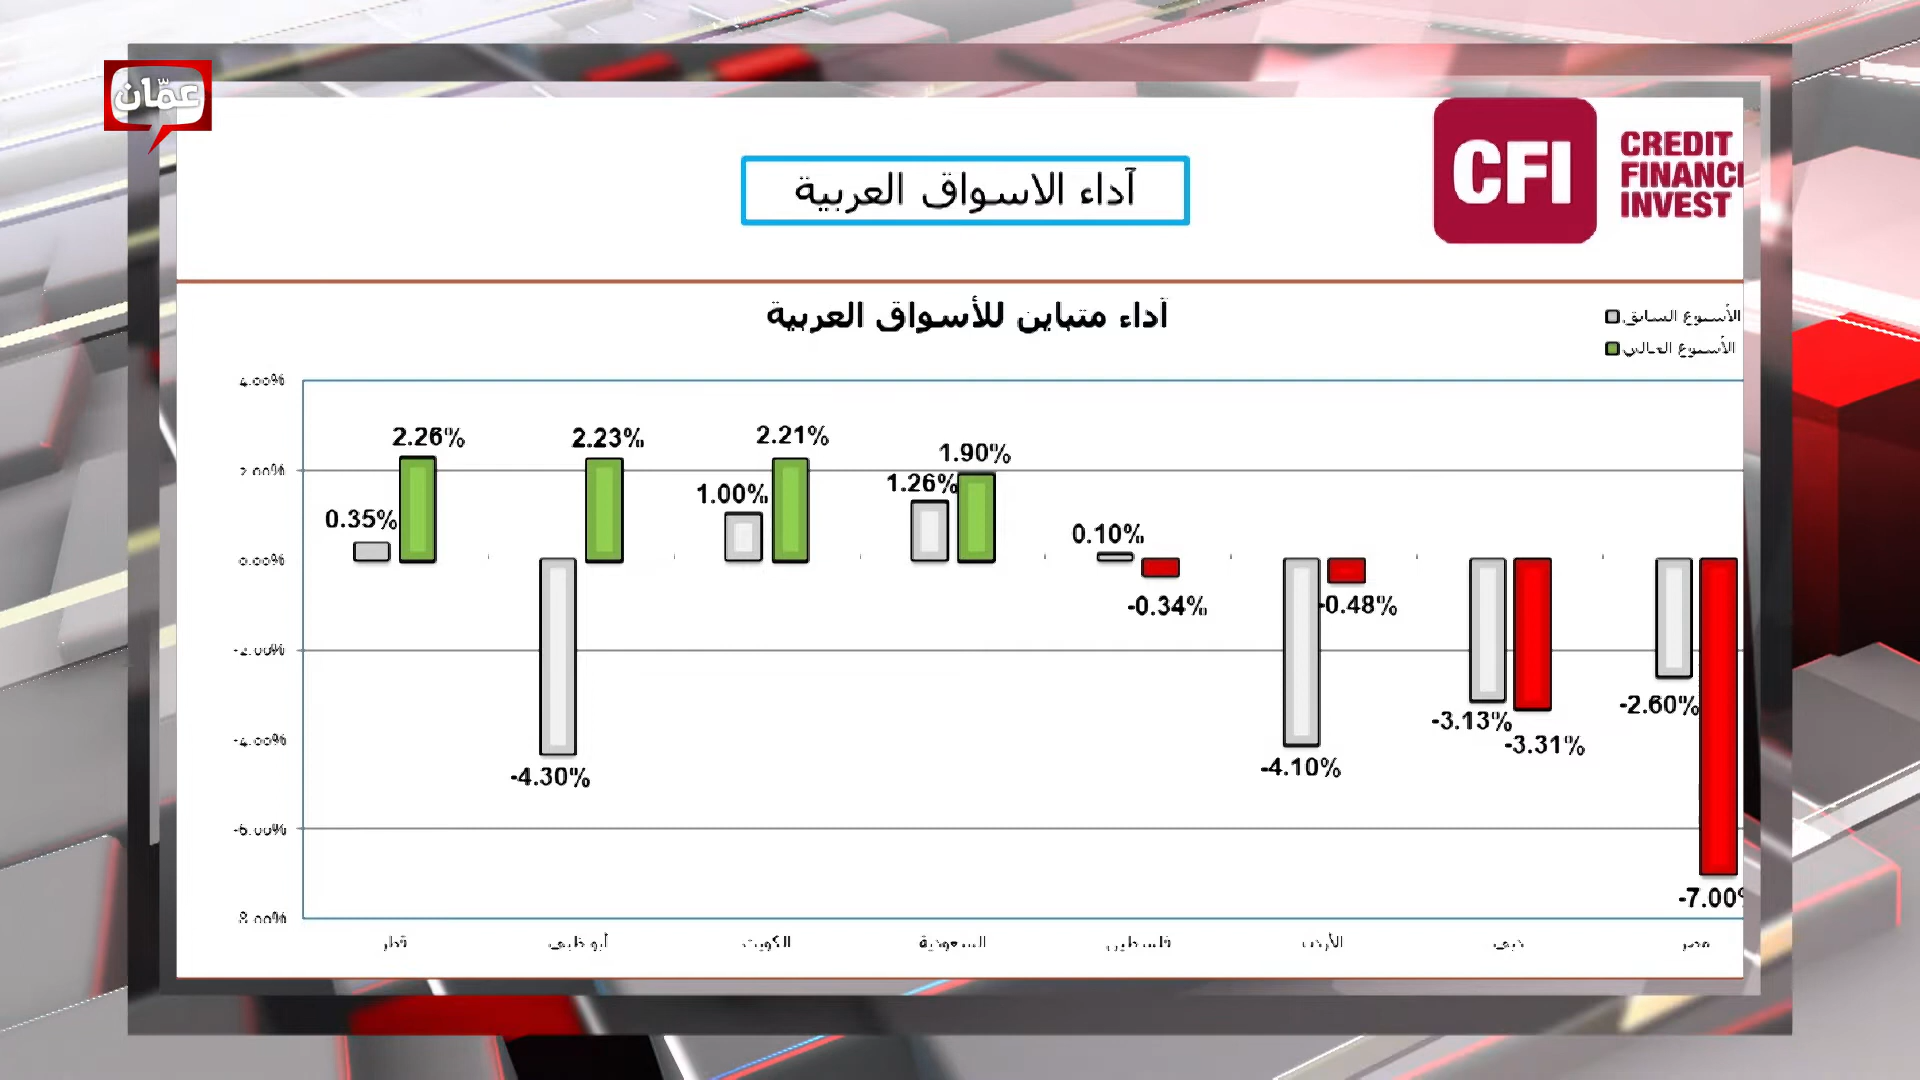 عمّان
CFI
CREDIT
FINANCI
INVEST
آداء الاسواق العربية
آداء متباين للأسواق العربية
الأسبوع السابق
الأسبوع الحالي
4.00%
2.00%
0.00%
-2.00%
-4.00%
-6.00%
8.00%
0.35%
2.26%
-4.30%
2.23%
1.00%
2.21%
1.26%
1.90%
0.10%
-0.34%
-4.10%
-0.48%
-3.13%
-3.31%
-2.60%
-7.00%
قطر
أبو ظبي
الكويت
السعودية
فلسطين
الأردن
دبي
مصر